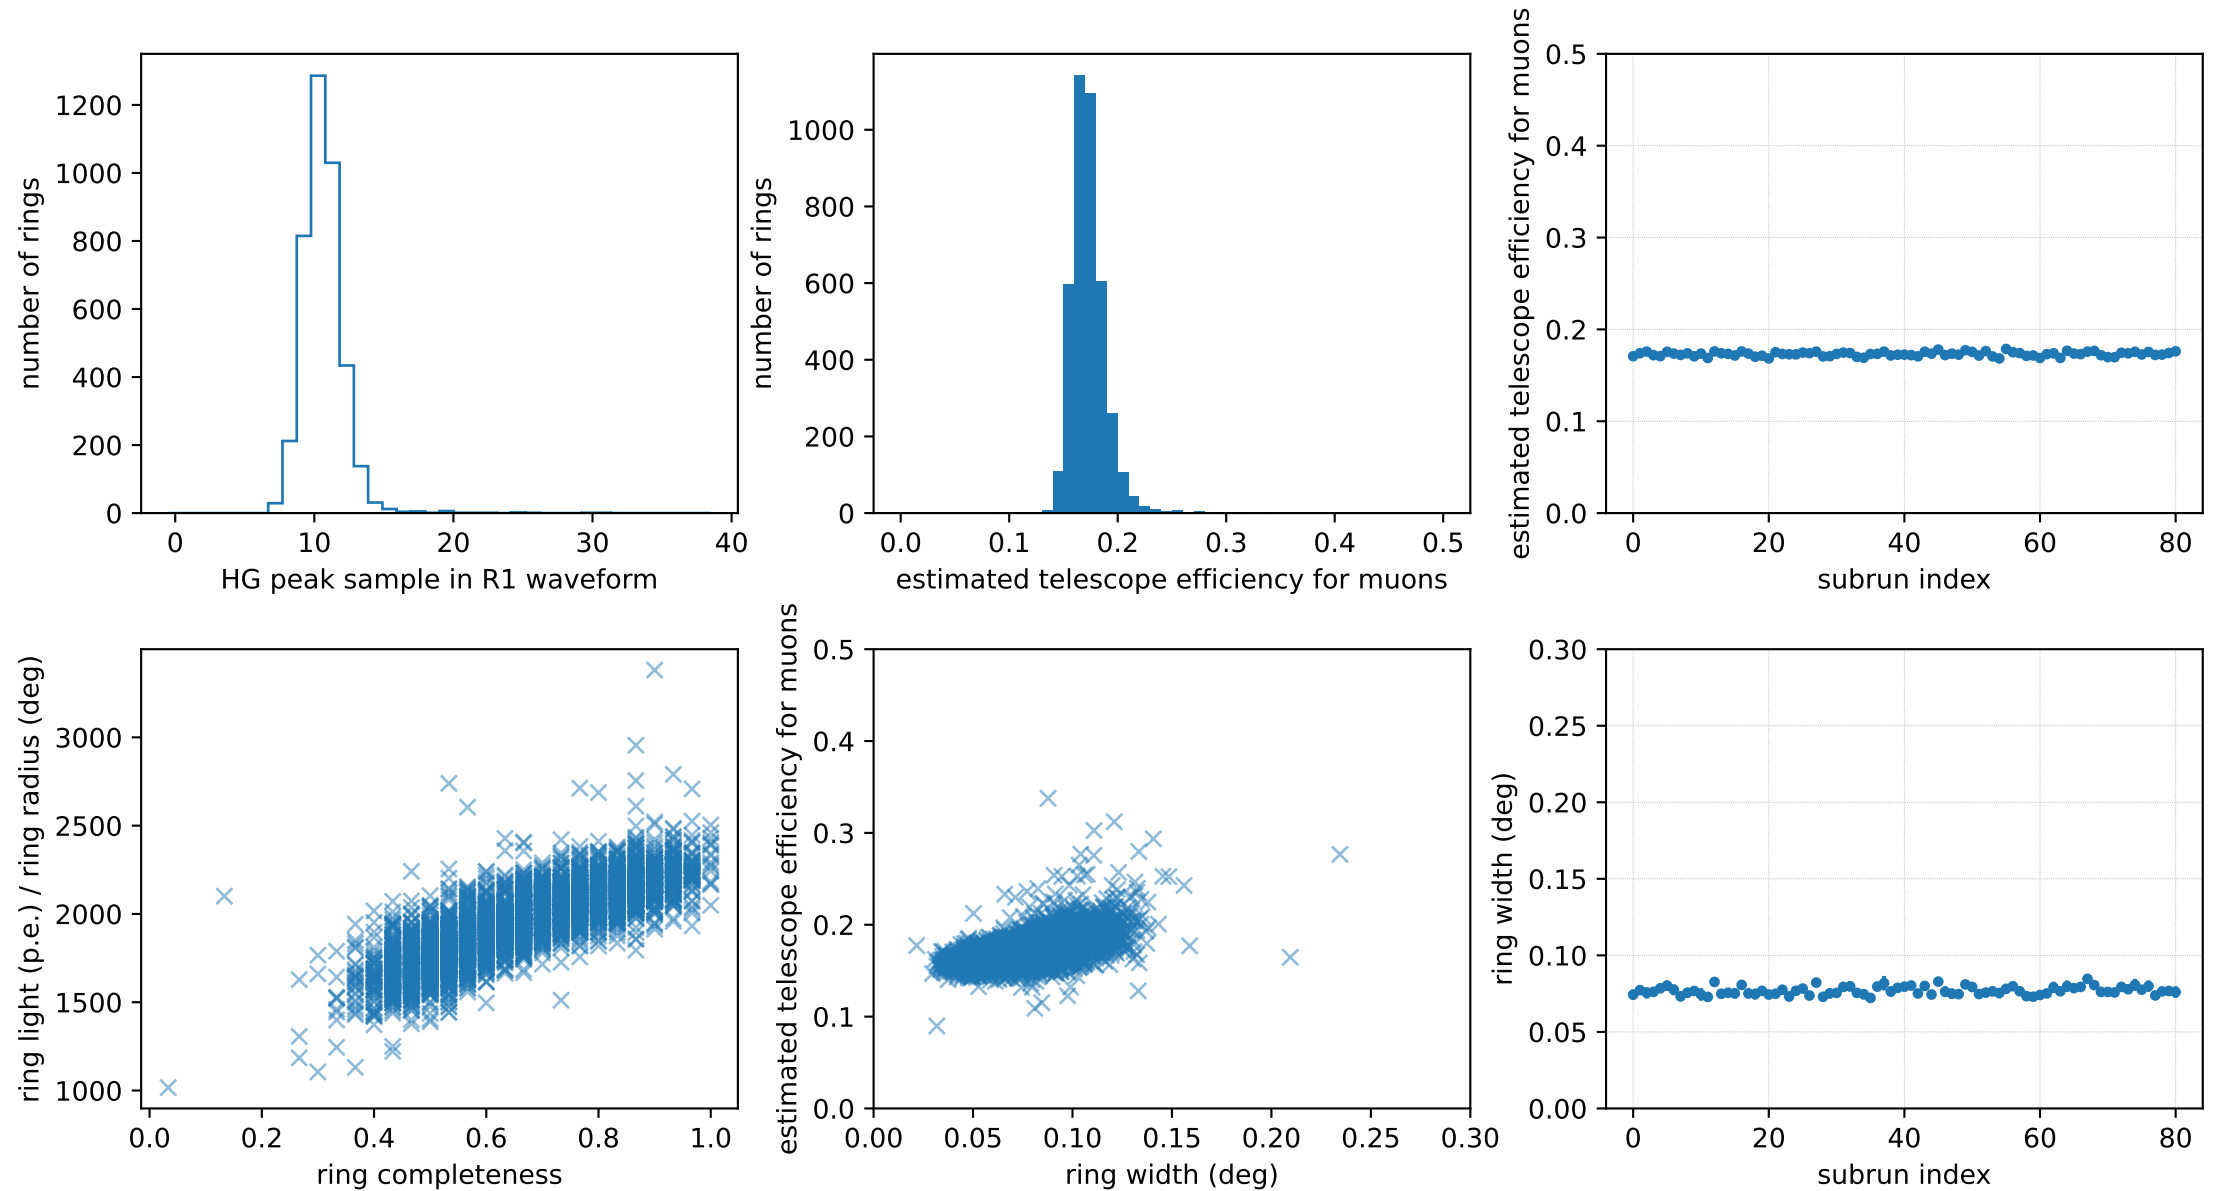 number of rings
1200
1000
800
600
400
200
0
0 10 20 30 40
HG peak sample in R1 waveform
number of rings
1000
800
600
400
200
0
0.0 0.1 0.2 0.3 0.4 0.5
estimated telescope efficiency for muons
estimated telescope efficiency for muons
0.5
0.4
0.3
0.2
0.1
0.0
0 20 40 60 80
subrun index
ring light (p.e.) / ring radius (deg)
3000
2500
2000
1500
1000
0.0 0.2 0.4 0.6 0.8 1.0
ring completeness
estimated telescope efficiency for muons
0.5
0.4
0.3
0.2
0.1
0.0
0.00 0.05 0.10 0.15 0.20 0.25 0.30
ring width (deg)
ring width (deg)
0.30
0.25
0.20
0.15
0.10
0.05
0.00
0 20 40 60 80
subrun index